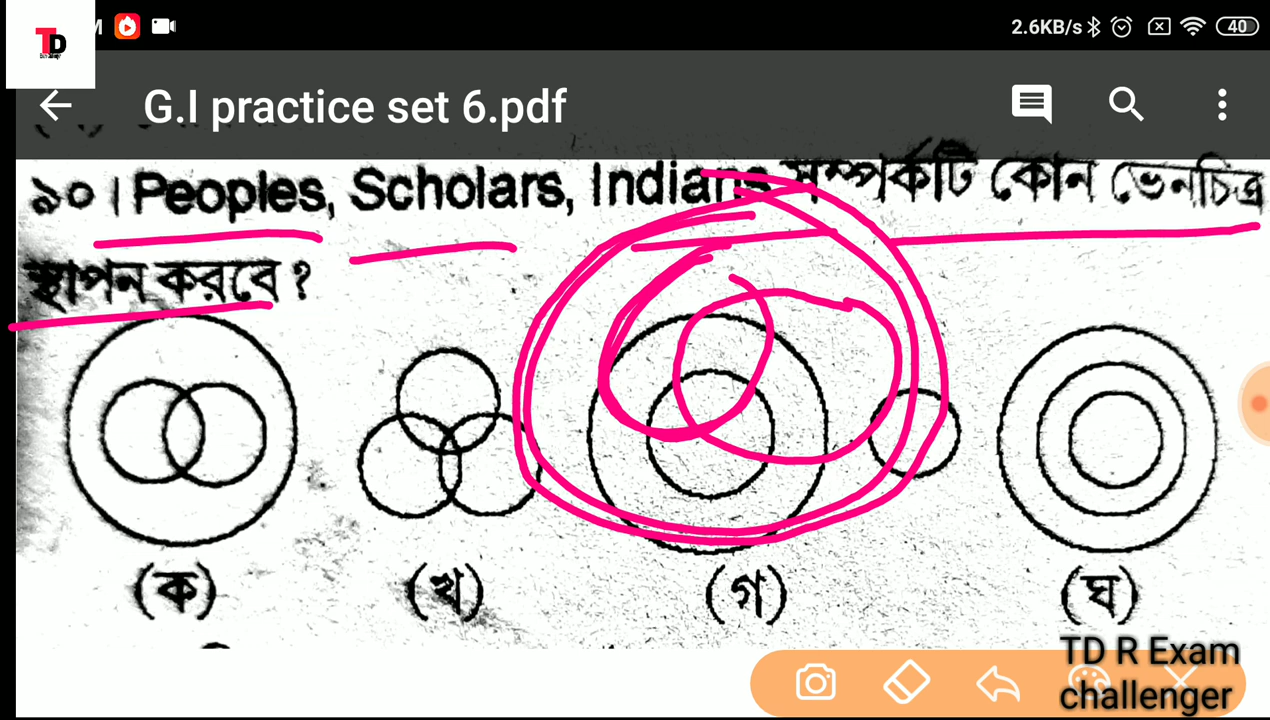 TD
M
2.6KB/s
40
G.I practice set 6.pdf
৯০। Peoples, Scholars, Indians সম্পর্কটি কোন ভেনচিত্র
স্থাপন করবে ?
(ক) (খ) (গ) (ঘ)
TD R Exam
challenger